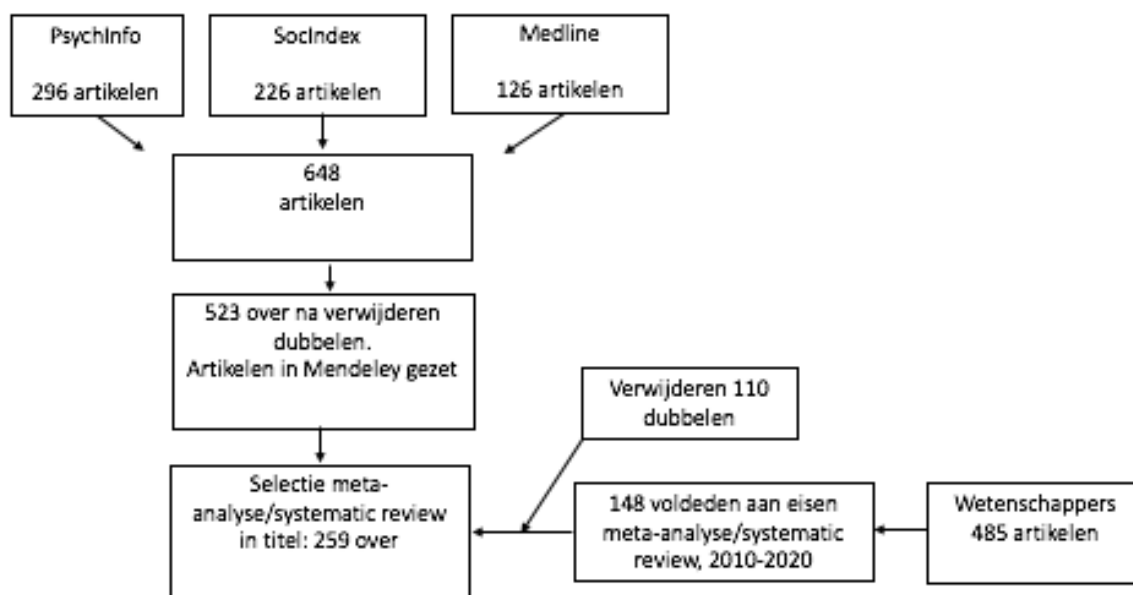 PsychInfo
296 artikelen
SocIndex
226 artikelen
Medline
126 artikelen
648
artikelen
523 over na verwijderen
dubbelen.
Artikelen in Mendeley gezet
Verwijderen 110
dubbelen
Selectie meta-
analyse/systematic review
in titel: 259 over
148 voldeden aan eisen
meta-analyse/systematic
review, 2010-2020
Wetenschappers
485 artikelen